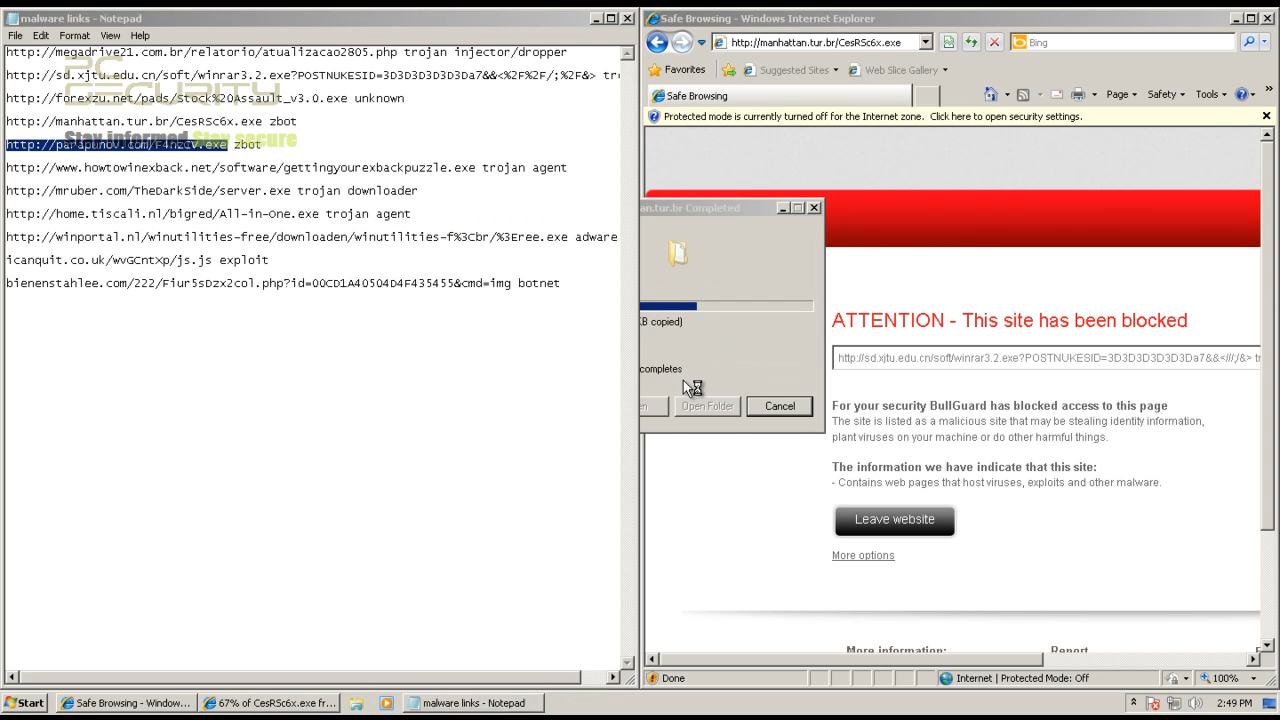 malware links - Notepad
File Edit Format View Help
http://megadrive21.com.br/relatorio/atualizacao2805.php trojan injector/dropper
http://sd.xjtu.edu.cn/soft/winrar3.2.exe?POSTNUKESID=3D3D3D3D3D3Da7&&<%2F%2F/;%2F&> tro
http://forexzu.net/pads/Stock%20Assault_v3.0.exe unknown
http://manhattan.tur.br/CesRSc6x.exe zbot
zbot
http://www.howtowinexback.net/software/gettingyourexbackpuzzle.exe trojan agent
http://mruber.com/TheDarkSide/server.exe trojan downloader
http://home.tiscali.nl/bigred/All-in-One.exe trojan agent
http://winportal.nl/winutilities-free/downloaden/winutilities-f%3Cbr/%3Eree.exe adware
icanquit.co.uk/wvGCntXp/js.js exploit
bienenstahlee.com/222/Fiur5sDzx2col.php?id=00CD1A40504D4F435455&cmd=img botnet
PC
SECURITY
Stay informed Stay secure
Safe Browsing - Windows Internet Explorer
http://manhattan.tur.br/CesRSc6x.exe
Bing
Favorites Suggested Sites Web Slice Gallery
Safe Browsing
Page Safety Tools
Protected mode is currently turned off for the Internet zone. Click here to open security settings.
an.tur.br Completed
KB copied)
completes
en Open Folder Cancel
ATTENTION - This site has been blocked
http://sd.xjtu.edu.cn/soft/winrar3.2.exe?POSTNUKESID=3D3D3D3D3D3Da7&&<///;/&> tr
For your security BullGuard has blocked access to this page
The site is listed as a malicious site that may be stealing identity information,
plant viruses on your machine or do other harmful things.
The information we have indicate that this site:
- Contains web pages that host viruses, exploits and other malware.
Leave website
More options
More information: Report
Done Internet | Protected Mode: Off 100%
Start Safe Browsing - Window... 67% of CesRSc6x.exe fr... malware links - Notepad 2:49 PM